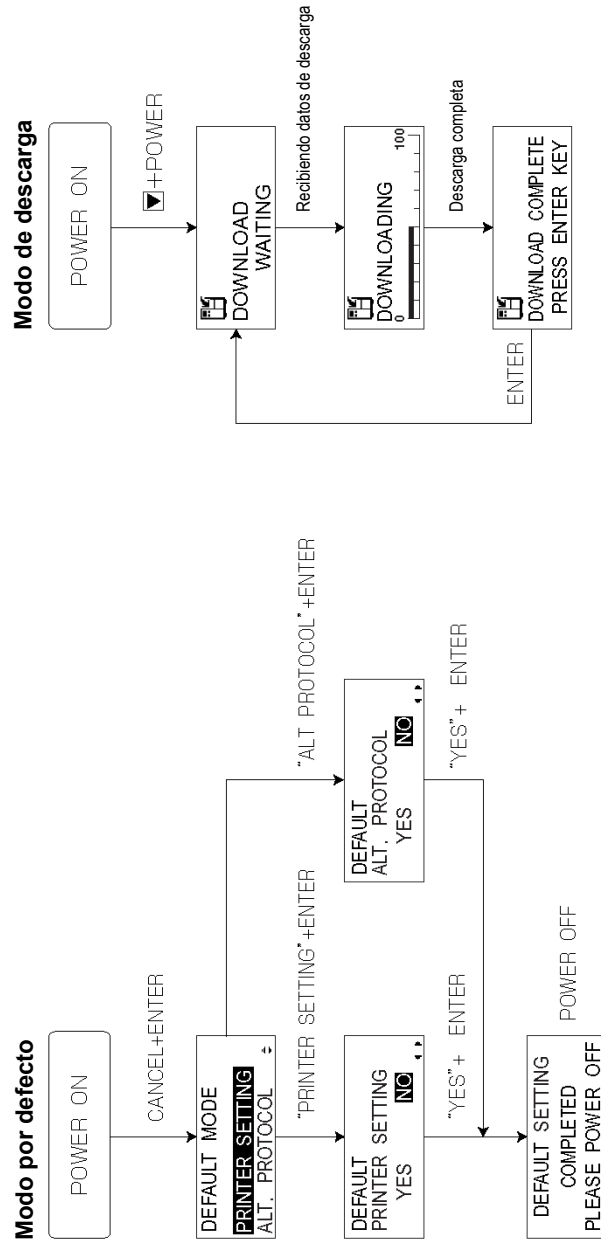 Modo por defecto
POWER ON
CANCEL+ENTER
DEFAULT MODE
PRINTER SETTING
ALT. PROTOCOL
"PRINTER SETTING"+ENTER
"ALT PROTOCOL"+ENTER
DEFAULT
PRINTER SETTING
YES NO
DEFAULT
ALT. PROTOCOL
YES NO
"YES"+ ENTER
"YES"+ ENTER
DEFAULT SETTING
COMPLETED
PLEASE POWER OFF
POWER OFF
Modo de descarga
POWER ON
▼+POWER
DOWNLOAD
WAITING
Recibiendo datos de descarga
DOWNLOADING
0 100
Descarga completa
DOWNLOAD COMPLETE
PRESS ENTER KEY
ENTER